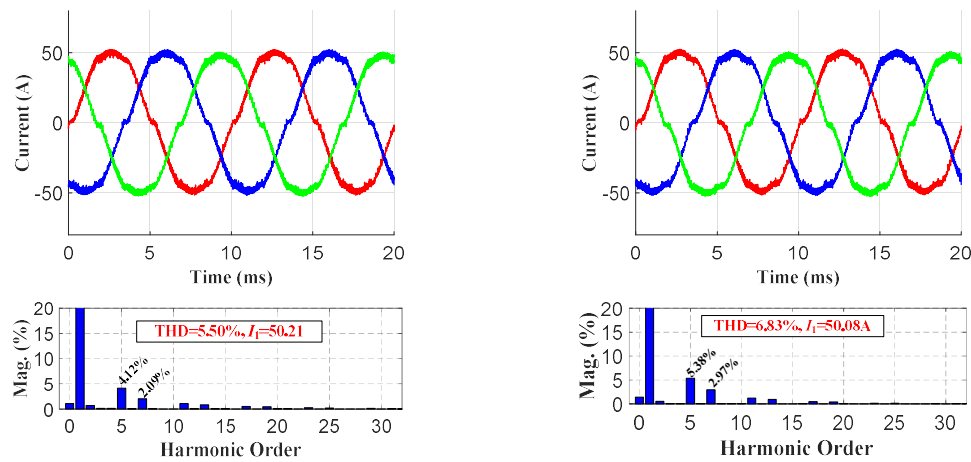 50
0
-50
Current (A)
0 5 10 15 20
Time (ms)
20
15
10
5
0
Mag. (%)
THD=5.50%, I1=50.21
4.12%
2.09%
0 5 10 15 20 25 30
Harmonic Order
50
0
-50
Current (A)
0 5 10 15 20
Time (ms)
20
15
10
5
0
Mag. (%)
THD=6.83%, I1=50.08A
5.38%
2.97%
0 5 10 15 20 25 30
Harmonic Order